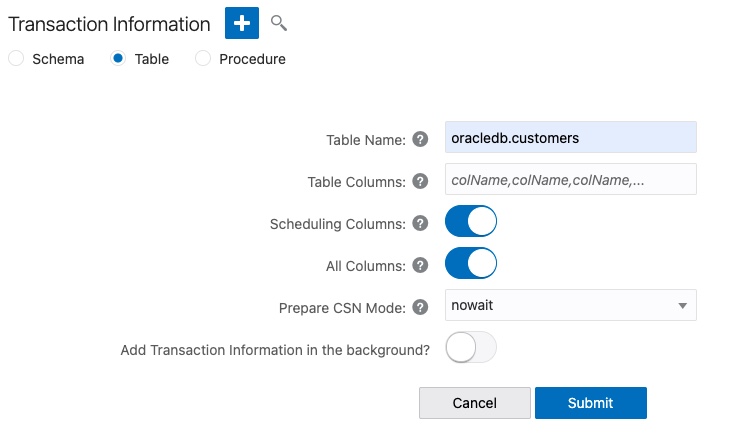 Transaction Information
Schema Table Procedure
Table Name: ? oracledb.customers
Table Columns: ? colName,colName,colName,...
Scheduling Columns: ?
All Columns: ?
Prepare CSN Mode: ? nowait
Add Transaction Information in the background?
Cancel Submit